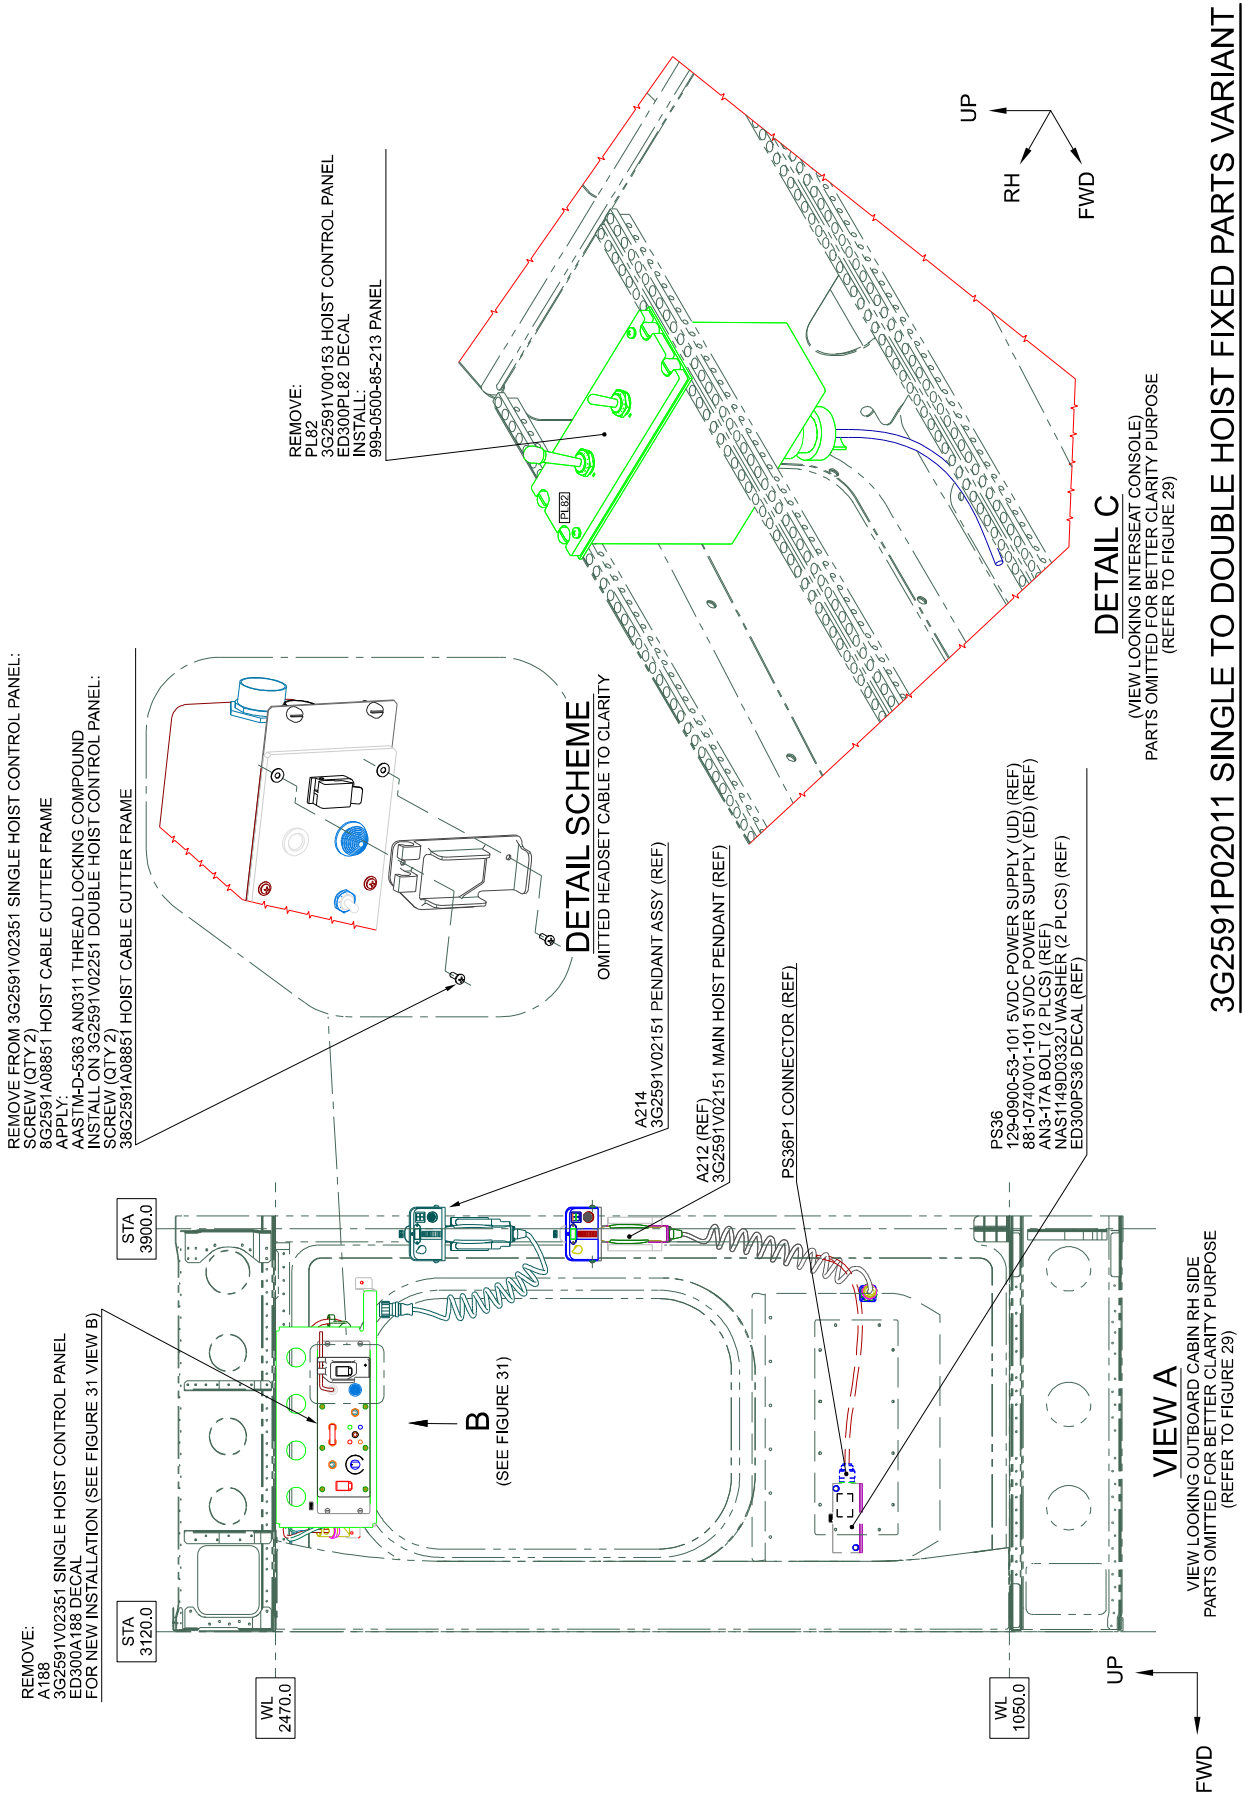 REMOVE:
A188
3G2591V02351 SINGLE HOIST CONTROL PANEL
ED300A188 DECAL
FOR NEW INSTALLATION (SEE FIGURE 31 VIEW B)
REMOVE FROM 3G2591V02351 SINGLE HOIST CONTROL PANEL:
SCREW (QTY 2)
8G2591A08851 HOIST CABLE CUTTER FRAME
APPLY:
AASTM-D-5363 AN0311 THREAD LOCKING COMPOUND
INSTALL ON 3G2591V02251 DOUBLE HOIST CONTROL PANEL:
SCREW (QTY 2)
38G2591A08851 HOIST CABLE CUTTER FRAME
STA
3120.0
STA
3900.0
WL
2470.0
WL
1050.0
B
(SEE FIGURE 31)
DETAIL SCHEME
OMITTED HEADSET CABLE TO CLARITY
A214
3G2591V02151 PENDANT ASSY (REF)
A212 (REF)
3G2591V02151 MAIN HOIST PENDANT (REF)
PS36P1 CONNECTOR (REF)
PS36
129-0900-53-101 5VDC POWER SUPPLY (UD) (REF)
881-0740V01-101 5VDC POWER SUPPLY (ED) (REF)
AN3-17A BOLT (2 PLCS) (REF)
NAS1149D0332J WASHER (2 PLCS) (REF)
ED300PS36 DECAL (REF)
UP
FWD
VIEW A
VIEW LOOKING OUTBOARD CABIN RH SIDE
PARTS OMITTED FOR BETTER CLARITY PURPOSE
(REFER TO FIGURE 29)
REMOVE:
PL82
3G2591V00153 HOIST CONTROL PANEL
ED300PL82 DECAL
INSTALL:
999-0500-85-213 PANEL
PL82
UP
RH
FWD
DETAIL C
(VIEW LOOKING INTERSEAT CONSOLE)
PARTS OMITTED FOR BETTER CLARITY PURPOSE
(REFER TO FIGURE 29)
3G2591P02011 SINGLE TO DOUBLE HOIST FIXED PARTS VARIANT